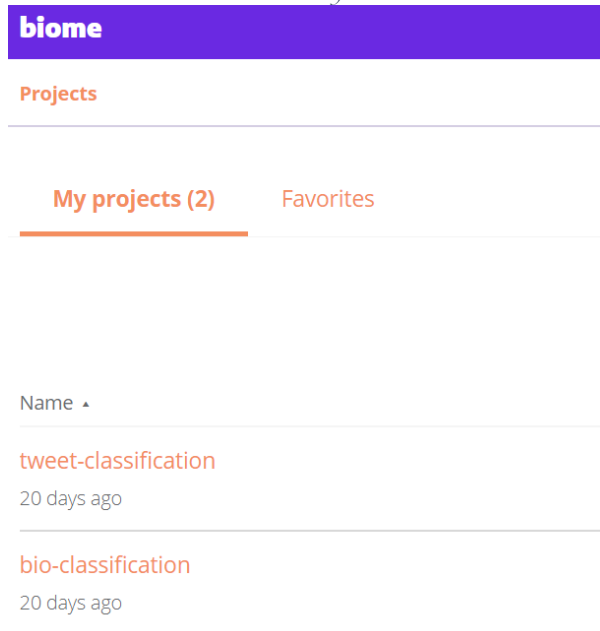 biome
Projects
My projects (2) Favorites
Name ▲
tweet-classification
20 days ago
bio-classification
20 days ago